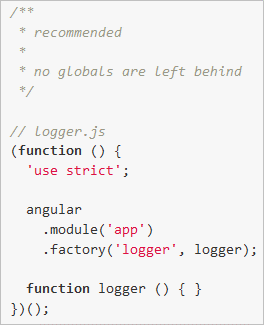 /**
 * recommended
 *
 * no globals are left behind
 */

// logger.js
(function () {
  'use strict';

  angular
    .module('app')
    .factory('logger', logger);

  function logger () { }
})();